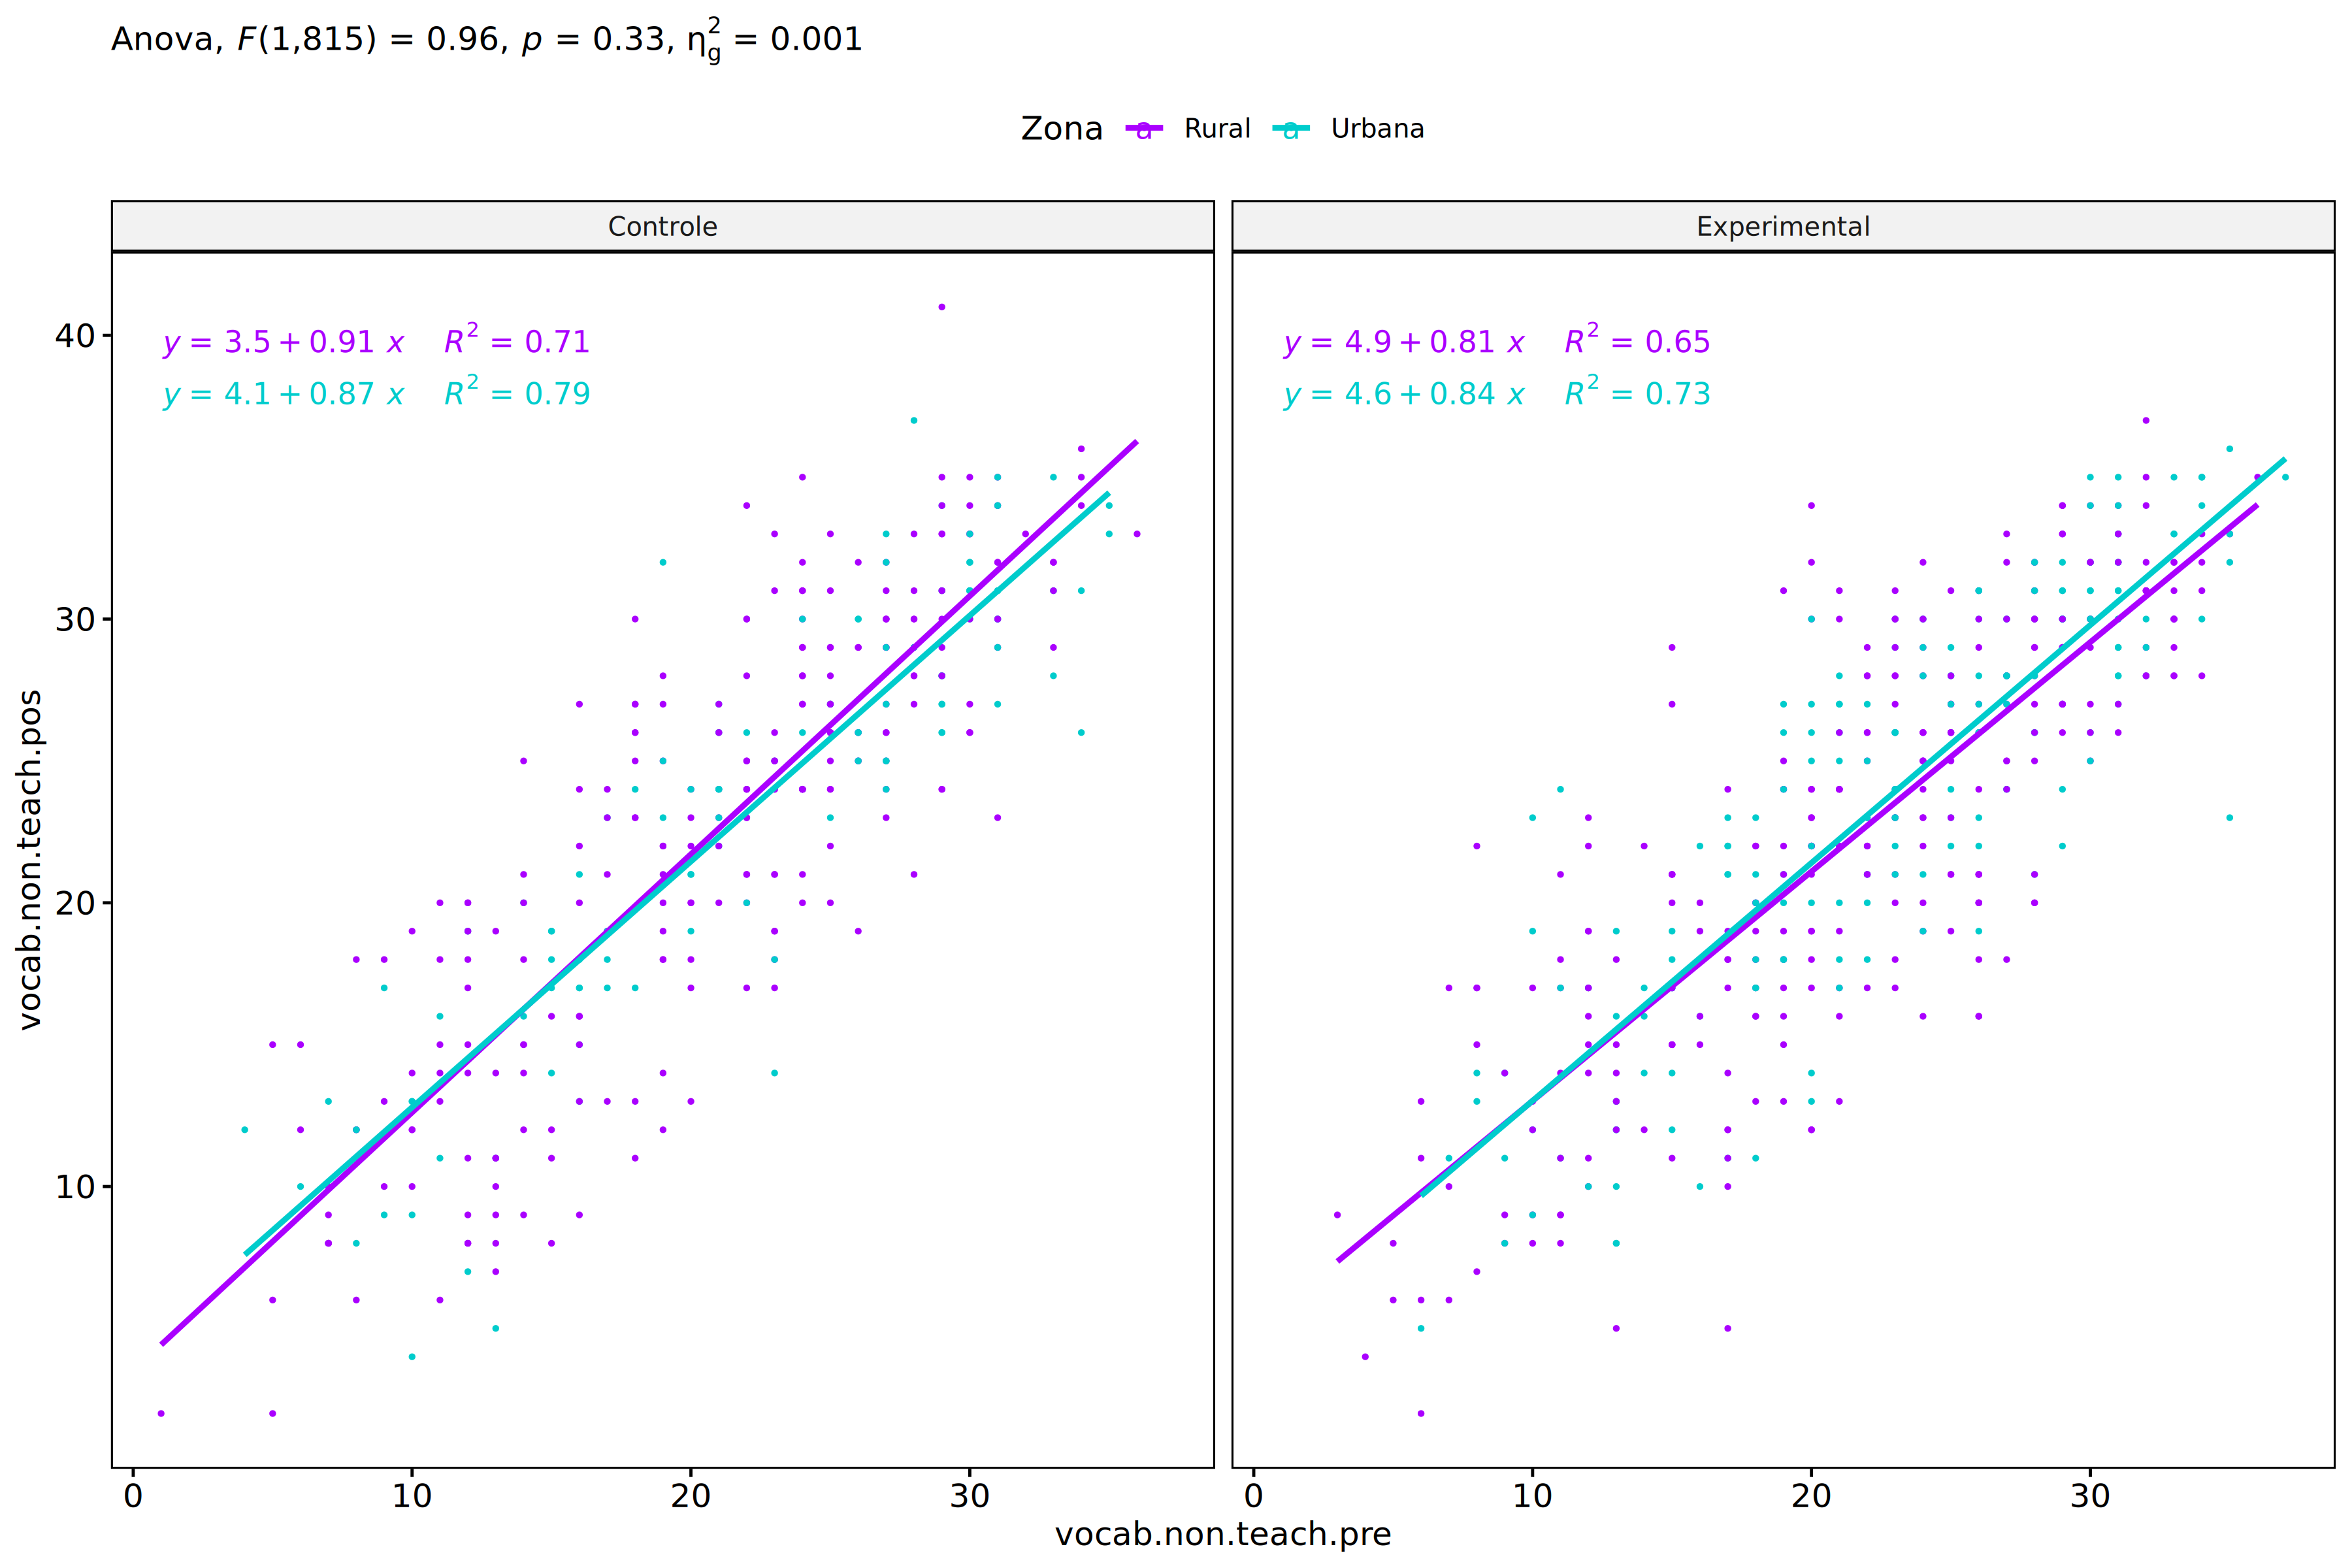 Anova, F(1,815) = 0.96, p = 0.33, η²g = 0.001
Zona a Rural a Urbana
Controle
Experimental
y = 3.5 + 0.91 x R² = 0.71
y = 4.1 + 0.87 x R² = 0.79
y = 4.9 + 0.81 x R² = 0.65
y = 4.6 + 0.84 x R² = 0.73
vocab.non.teach.pos
40
30
20
10
0 10 20 30
0 10 20 30
vocab.non.teach.pre